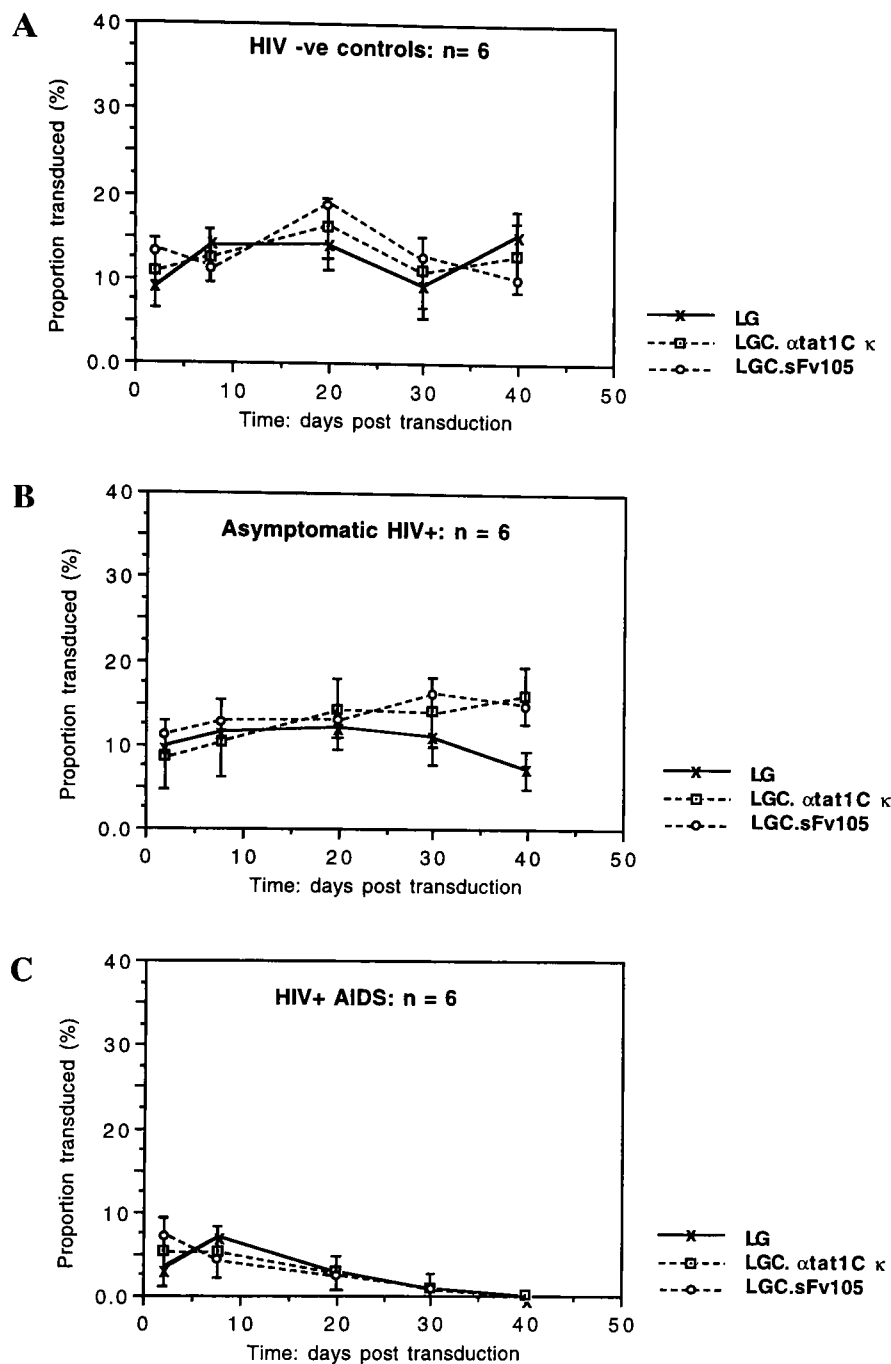 A
HIV -ve controls: n= 6
Proportion transduced (%)
40
30
20
10
0.0
0 10 20 30 40 50
Time: days post transduction
LG
LGC. αtat1C κ
LGC.sFv105
B
Asymptomatic HIV+: n = 6
Proportion transduced (%)
40
30
20
10
0.0
0 10 20 30 40 50
Time: days post transduction
LG
LGC. αtat1C κ
LGC.sFv105
C
HIV+ AIDS: n = 6
Proportion transduced (%)
40
30
20
10
0.0
0 10 20 30 40 50
Time: days post transduction
LG
LGC. αtat1C κ
LGC.sFv105